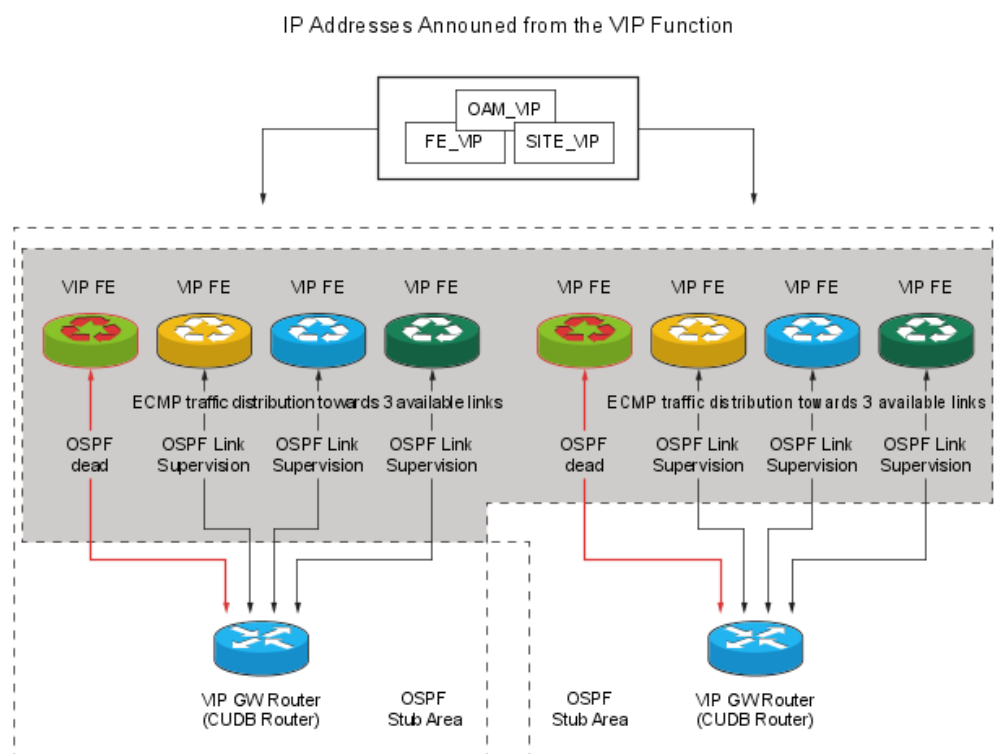 IP Addresses Announed from the VIP Function
OAM_VIP
FE_VIP
SITE_VIP
VIP FE
VIP FE
VIP FE
VIP FE
VIP FE
VIP FE
VIP FE
VIP FE
ECMP traffic distribution towards 3 available links
ECMP traffic distribution towards 3 available links
OSPF
dead
OSPF Link
Supervision
OSPF Link
Supervision
OSPF Link
Supervision
OSPF
dead
OSPF Link
Supervision
OSPF Link
Supervision
OSPF Link
Supervision
VIP GW Router
(CUDB Router)
OSPF
Stub Area
OSPF
Stub Area
VIP GW Router
(CUDB Router)